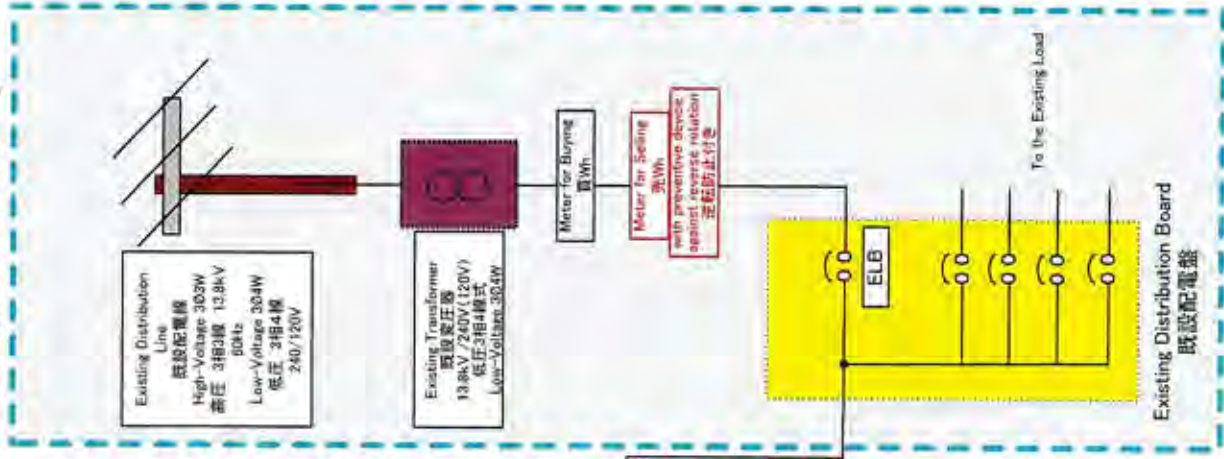 Existing Distribution
Line
既設配電線
High-Voltage 3Ø3W
高圧 3相3線 13.8kV
60Hz
Low-Voltage 3Ø4W
低圧 3相4線
240/120V
Existing Transformer
既設変圧器
13.8kV /240V(120V)
低圧3相4線式
Low-Voltage 3Ø4W
Meter for Buying
買Wh
Meter for Selling
売Wh
with preventive device
against reverse rotation
逆転防止付き
ELB
To the Existing Load
Existing Distribution Board
既設配電盤